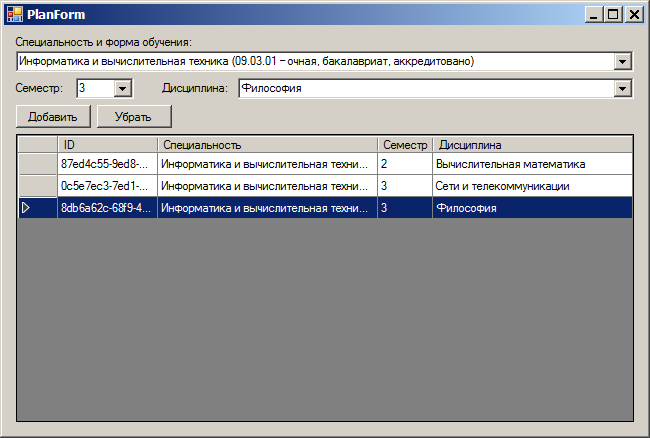 PlanForm
Специальность и форма обучения:
Информатика и вычислительная техника (09.03.01 – очная, бакалавриат, аккредитовано)
Семестр: 3 Дисциплина: Философия
Добавить Убрать
ID Специальность Семестр Дисциплина
87ed4c55-9ed8-... Информатика и вычислительная техни... 2 Вычислительная математика
0c5e7ec3-7ed1-... Информатика и вычислительная техни... 3 Сети и телекоммуникации
8db6a62c-68f9-4... Информатика и вычислительная техни... 3 Философия